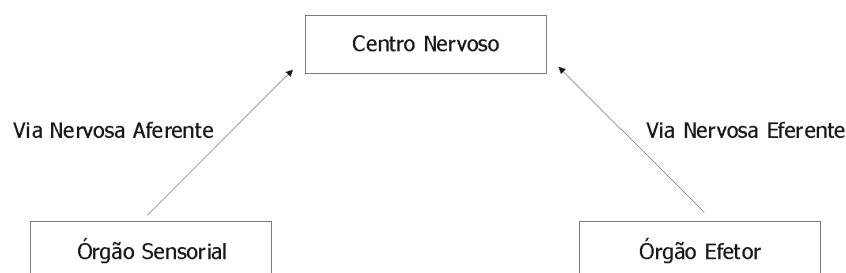 Centro Nervoso
Via Nervosa Aferente
Via Nervosa Eferente
Órgão Sensorial
Órgão Efetor